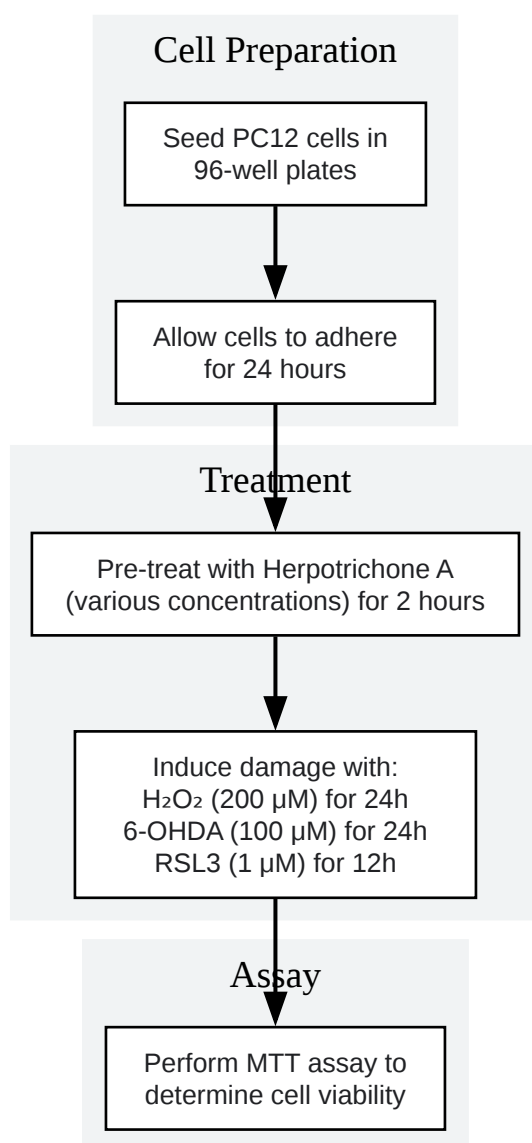 Cell Preparation
Seed PC12 cells in
96-well plates
Allow cells to adhere
for 24 hours
Treatment
Pre-treat with Herpotrichone A
(various concentrations) for 2 hours
Induce damage with:
H₂O₂ (200 μM) for 24h
6-OHDA (100 μM) for 24h
RSL3 (1 μM) for 12h
Assay
Perform MTT assay to
determine cell viability